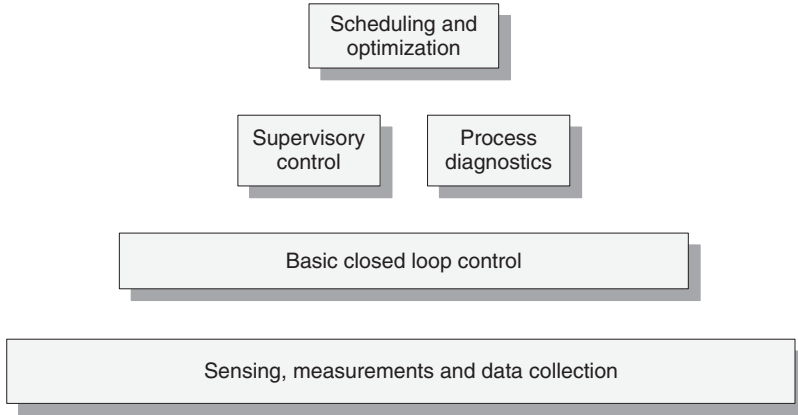 Scheduling and
optimization
Supervisory
control
Process
diagnostics
Basic closed loop control
Sensing, measurements and data collection